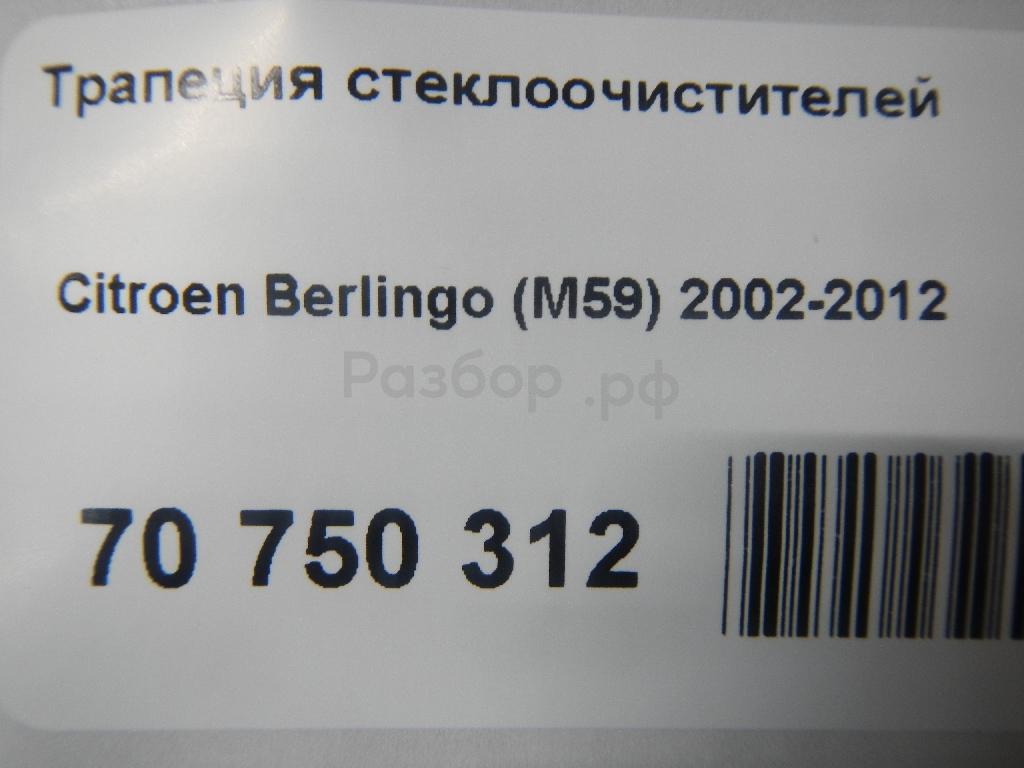 Трапеция стеклоочистителей
Citroen Berlingo (M59) 2002-2012
Разбор.рф
70 750 312